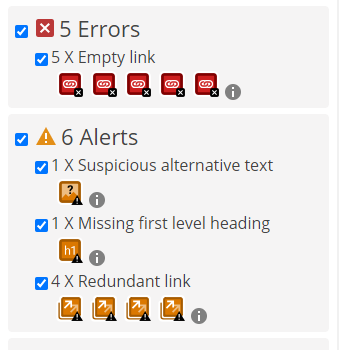 5 Errors
5 X Empty link
6 Alerts
1 X Suspicious alternative text
?
1 X Missing first level heading
h1
4 X Redundant link